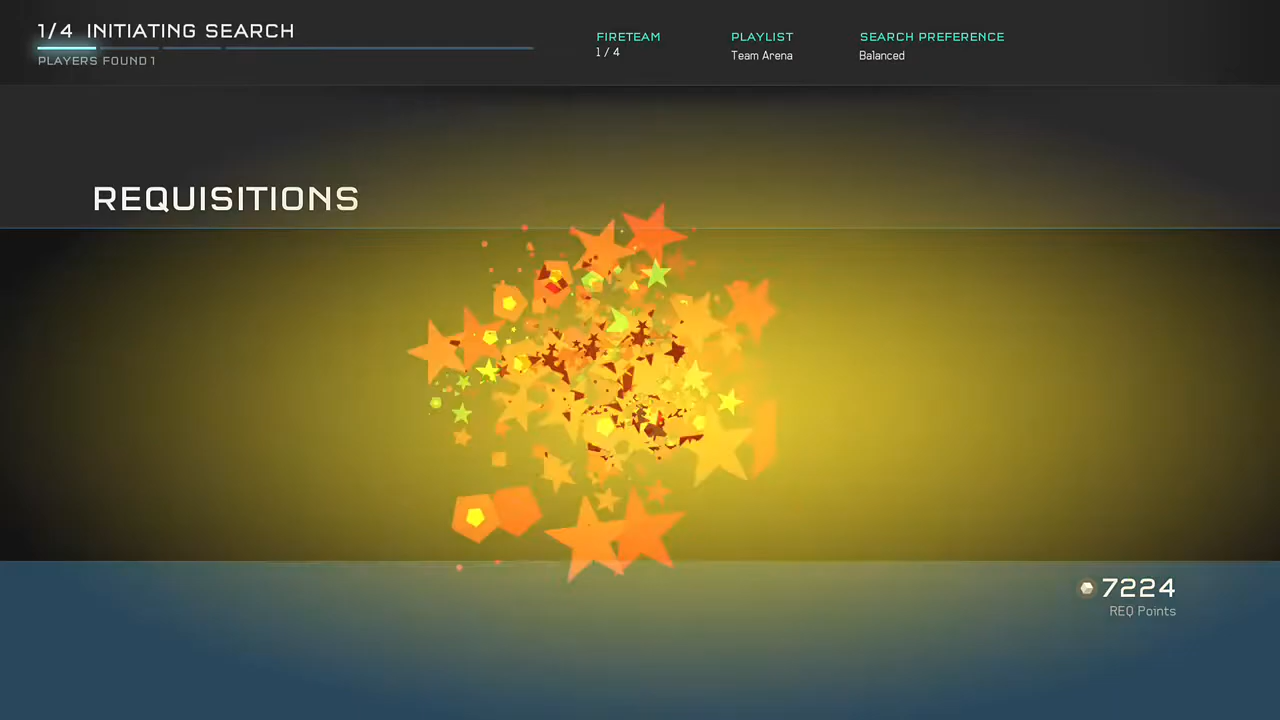 1/4 INITIATING SEARCH
PLAYERS FOUND 1
FIRETEAM
1 / 4
PLAYLIST
Team Arena
SEARCH PREFERENCE
Balanced
REQUISITIONS
7224
REQ Points